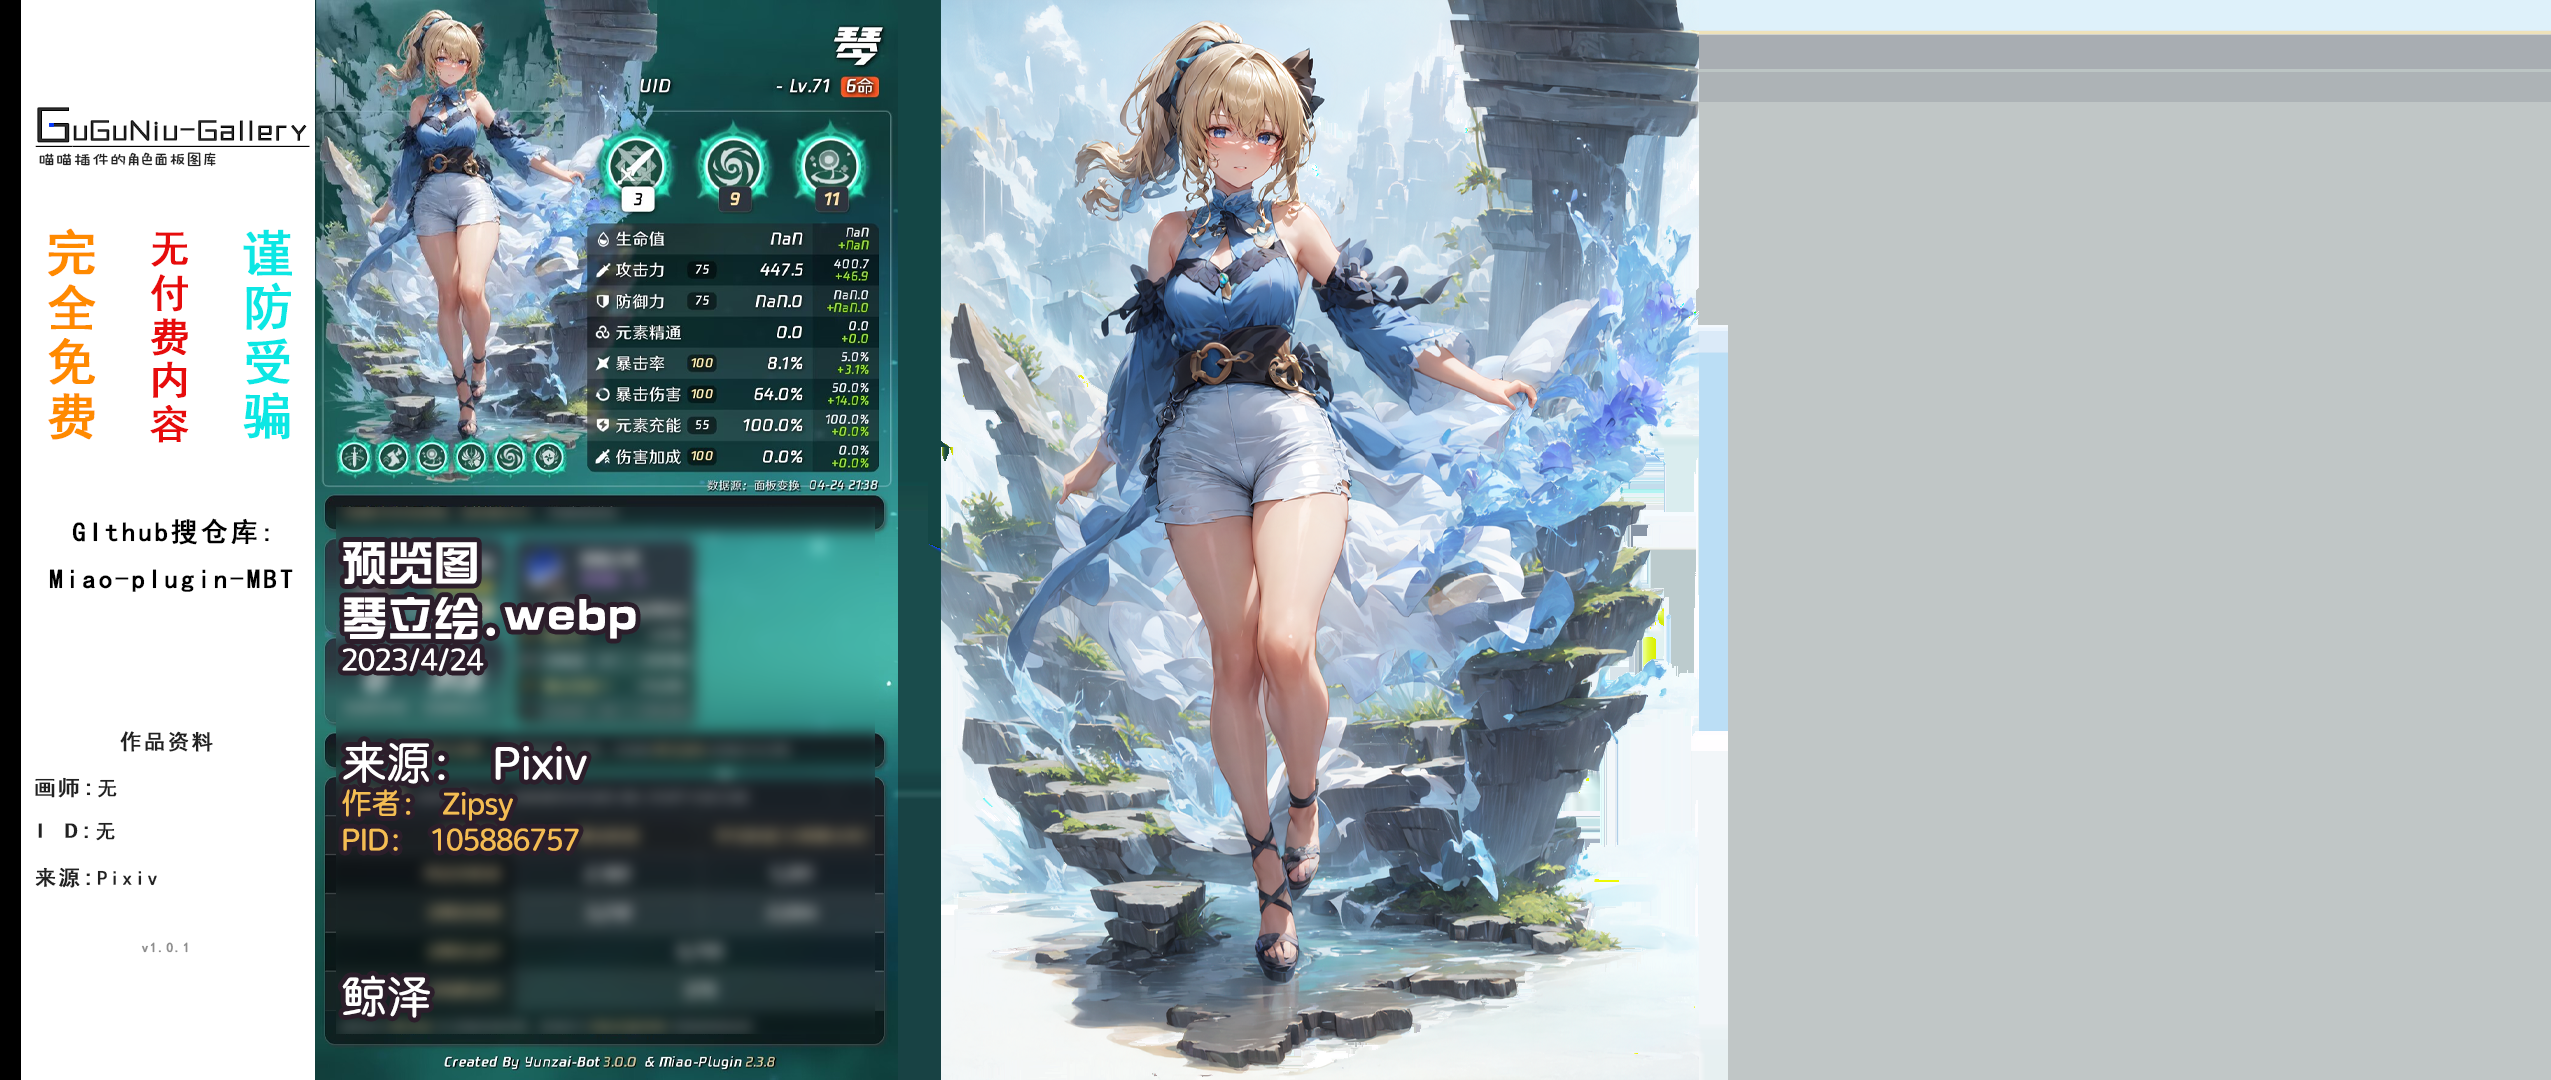 GuGuNiu-Gallery
喵喵插件的角色面板图库
完全免费
无付费内容
谨防受骗
GIthub搜仓库:
Miao-plugin-MBT
作品资料
画师:无
I D:无
来源:Pixiv
v1.0.1
琴
UID - Lv.71 6命
3 9 11
生命值 NaN NaN +NaN
攻击力 75 447.5 400.7 +46.9
防御力 75 NaN.0 NaN.0 +NaN.0
元素精通 0.0 0.0 +0.0
暴击率 100 8.1% 5.0% +3.1%
暴击伤害 100 64.0% 50.0% +14.0%
元素充能 55 100.0% 100.0% +0.0%
伤害加成 100 0.0% 0.0% +0.0%
数据源：面板变换 04-24 21:38
预览图
琴立绘.webp
2023/4/24
来源： Pixiv
作者： Zipsy
PID： 105886757
鲸泽
Created By Yunzai-Bot 3.0.0 & Miao-Plugin 2.3.8